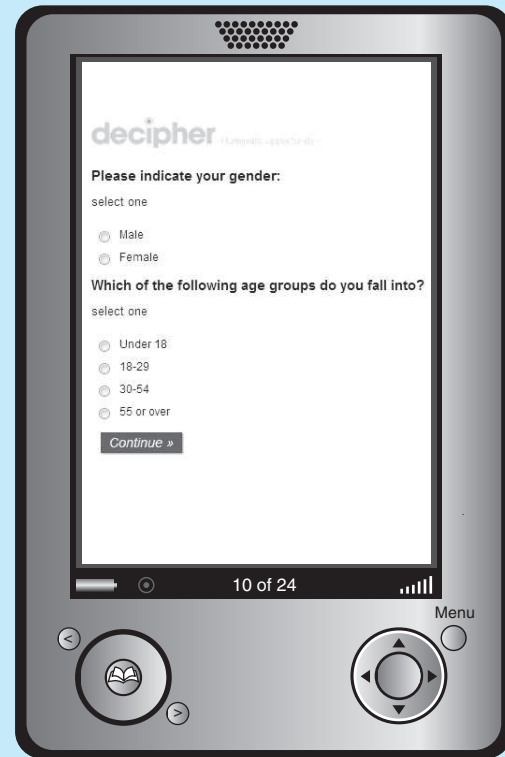 decipher
Please indicate your gender:
select one
Male
Female
Which of the following age groups do you fall into?
select one
Under 18
18-29
30-54
55 or over
Continue »
10 of 24
Menu
<
>